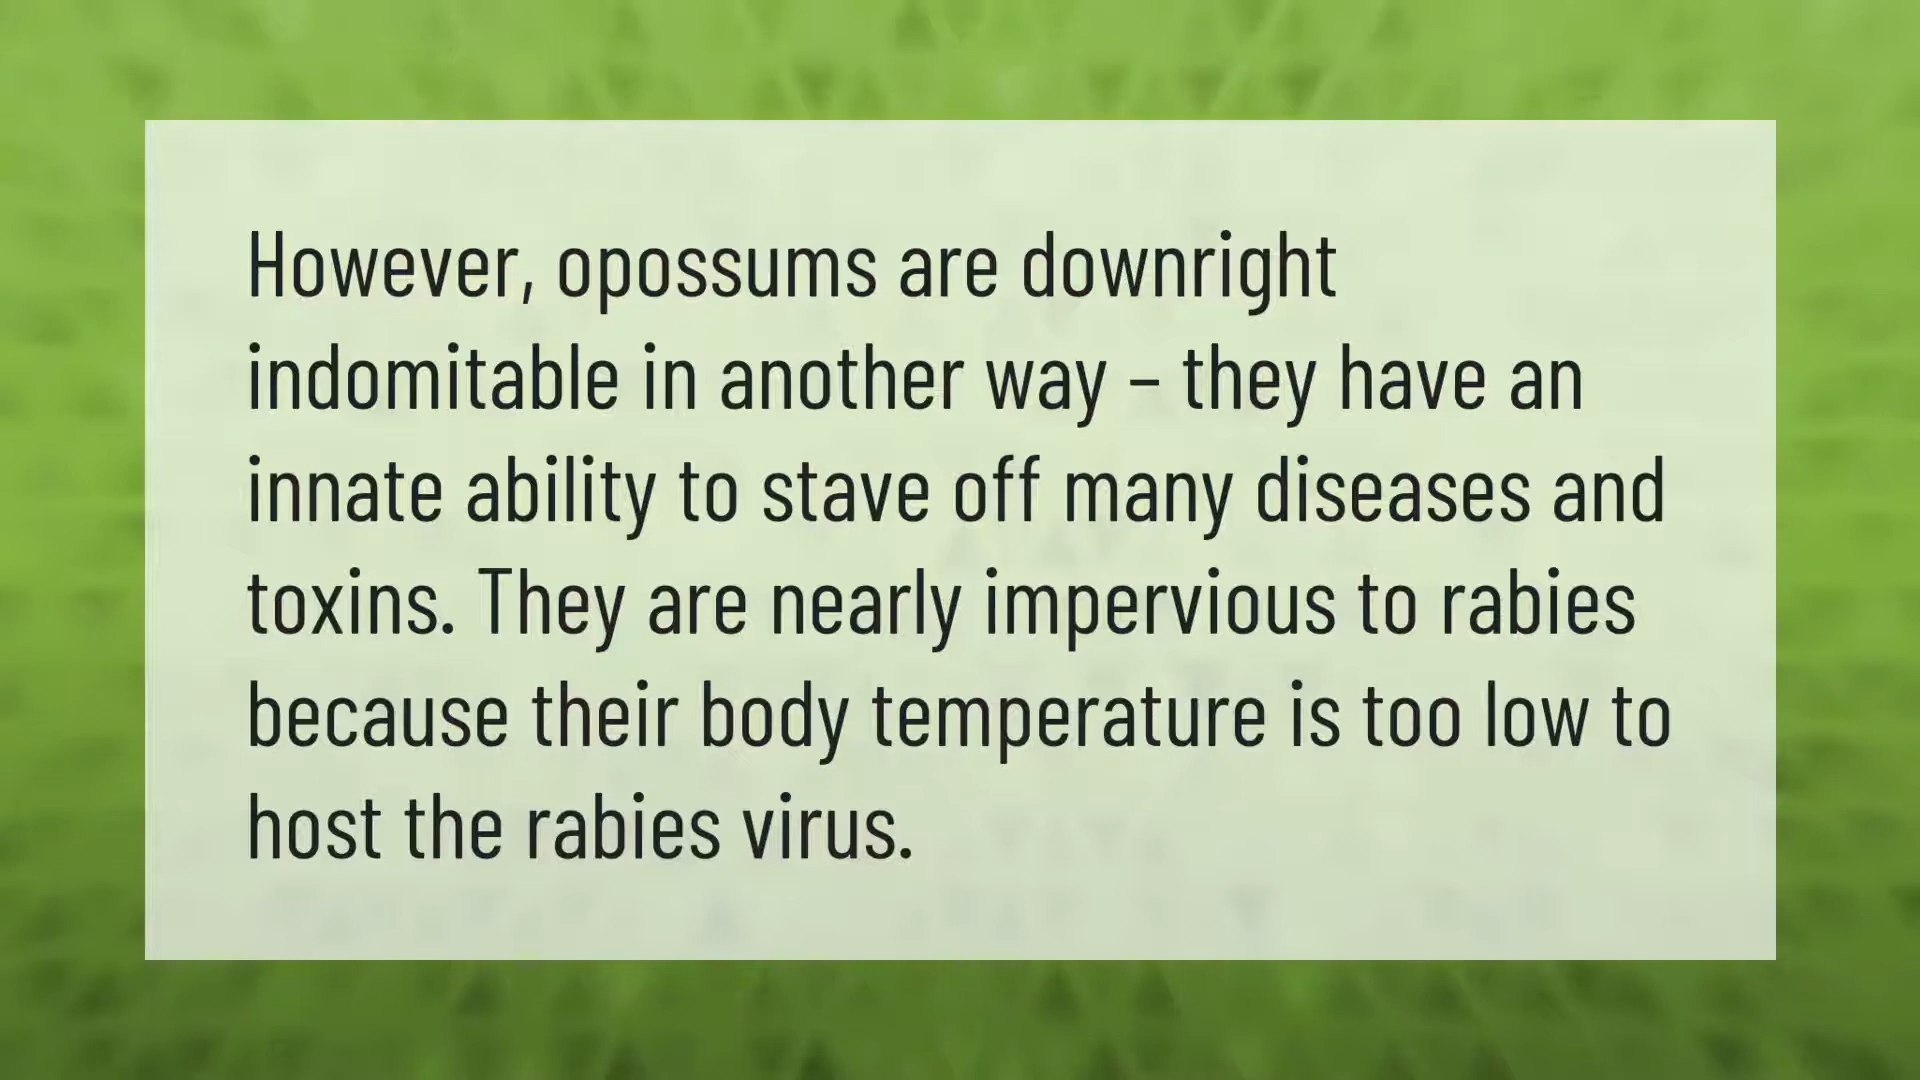 However, opossums are downright
indomitable in another way – they have an
innate ability to stave off many diseases and
toxins. They are nearly impervious to rabies
because their body temperature is too low to
host the rabies virus.